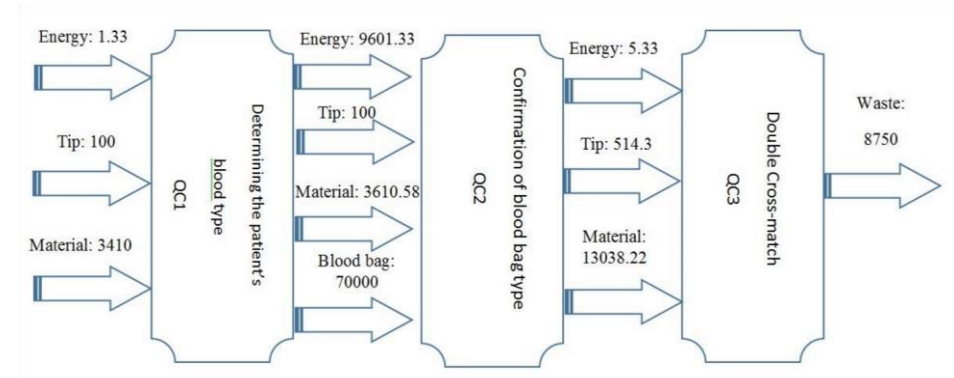 Energy: 1.33
Tip: 100
Material: 3410
Determining the patient's
blood type
QC1
Energy: 9601.33
Tip: 100
Material: 3610.58
Blood bag:
70000
Confirmation of blood bag type
QC2
Energy: 5.33
Tip: 514.3
Material:
13038.22
Double Cross-match
QC3
Waste:
8750